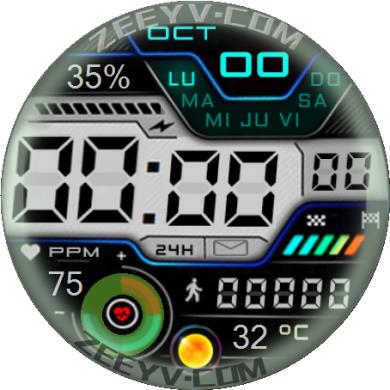 ZEEYV-COM
OCT
00
35%
LU DO
MA SA
MI JU VI
00:00 00
24H
PPM +
75 00000
-
32 °C
ZEEYV-COM